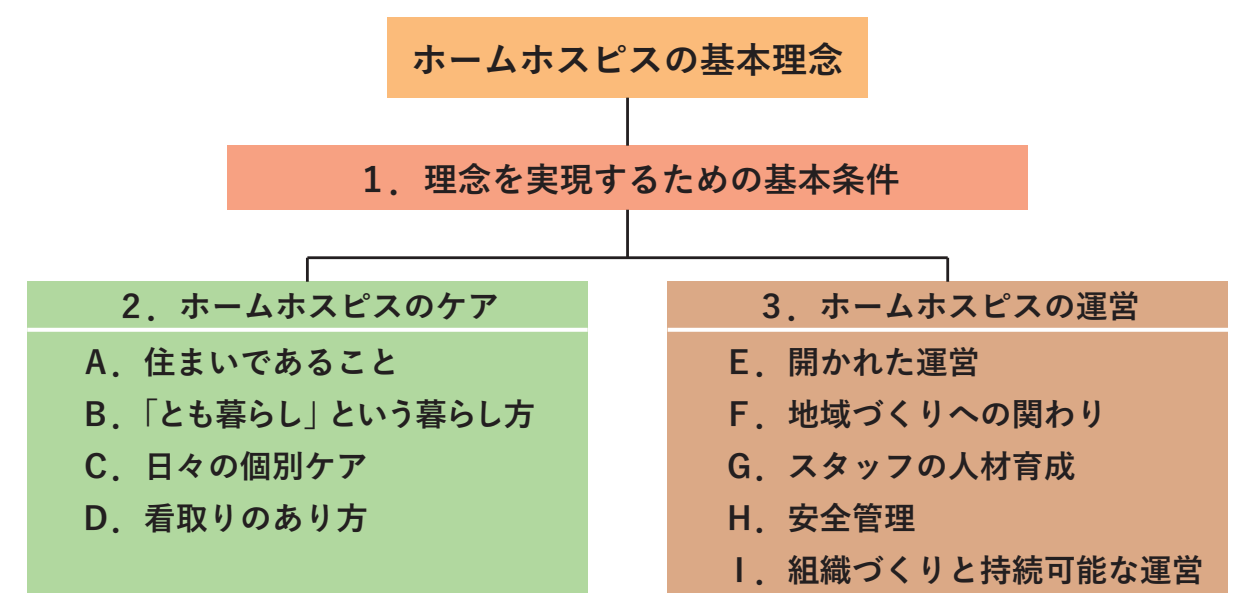 ホームホスピスの基本理念
1．理念を実現するための基本条件
2．ホームホスピスのケア
A．住まいであること
B．「とも暮らし」という暮らし方
C．日々の個別ケア
D．看取りのあり方
3．ホームホスピスの運営
E．開かれた運営
F．地域づくりへの関わり
G．スタッフの人材育成
H．安全管理
I．組織づくりと持続可能な運営